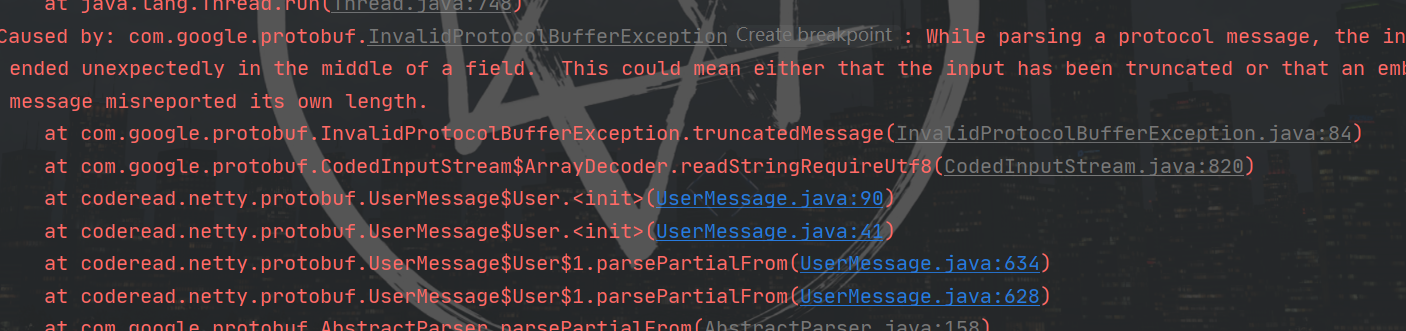 at java.lang.Thread.run(Thread.java:748)
Caused by: com.google.protobuf.InvalidProtocolBufferException Create breakpoint : While parsing a protocol message, the in
ended unexpectedly in the middle of a field.  This could mean either that the input has been truncated or that an emb
message misreported its own length.
at com.google.protobuf.InvalidProtocolBufferException.truncatedMessage(InvalidProtocolBufferException.java:84)
at com.google.protobuf.CodedInputStream$ArrayDecoder.readStringRequireUtf8(CodedInputStream.java:820)
at coderead.netty.protobuf.UserMessage$User.<init>(UserMessage.java:90)
at coderead.netty.protobuf.UserMessage$User.<init>(UserMessage.java:41)
at coderead.netty.protobuf.UserMessage$User$1.parsePartialFrom(UserMessage.java:634)
at coderead.netty.protobuf.UserMessage$User$1.parsePartialFrom(UserMessage.java:628)
at com.google.protobuf.AbstractParser.parsePartialFrom(AbstractParser.java:158)